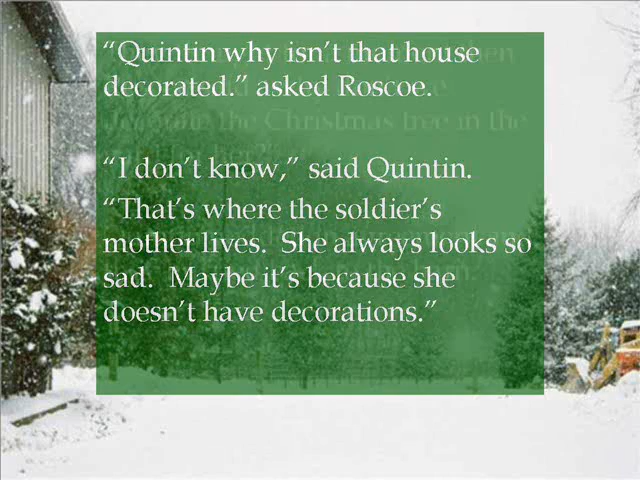 “Quintin why isn’t that house
decorated.” asked Roscoe.
“I don’t know,” said Quintin.
“That’s where the soldier’s
mother lives.  She always looks so
sad.  Maybe it’s because she
doesn’t have decorations.”